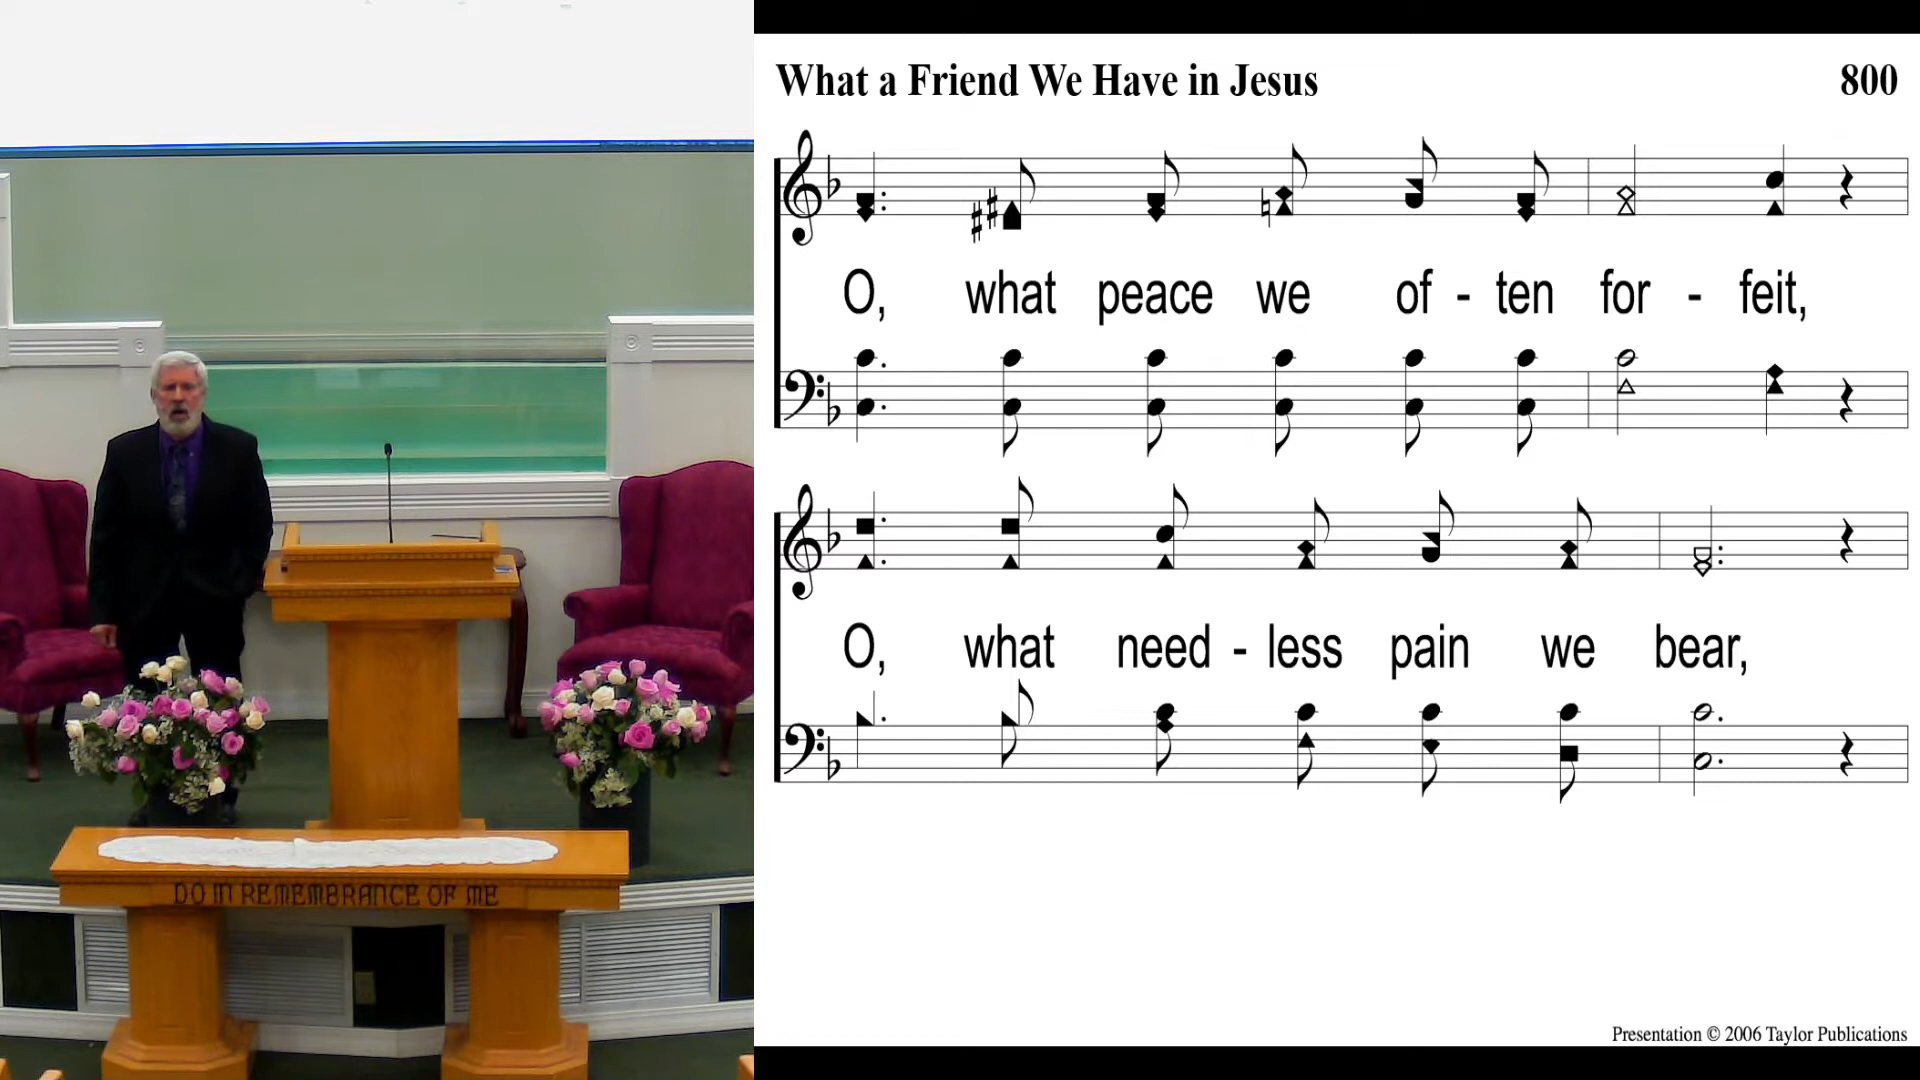 What a Friend We Have in Jesus 800
O, what peace we of - ten for - feit,
O, what need - less pain we bear,
DO IN REMEMBRANCE OF ME
Presentation © 2006 Taylor Publications